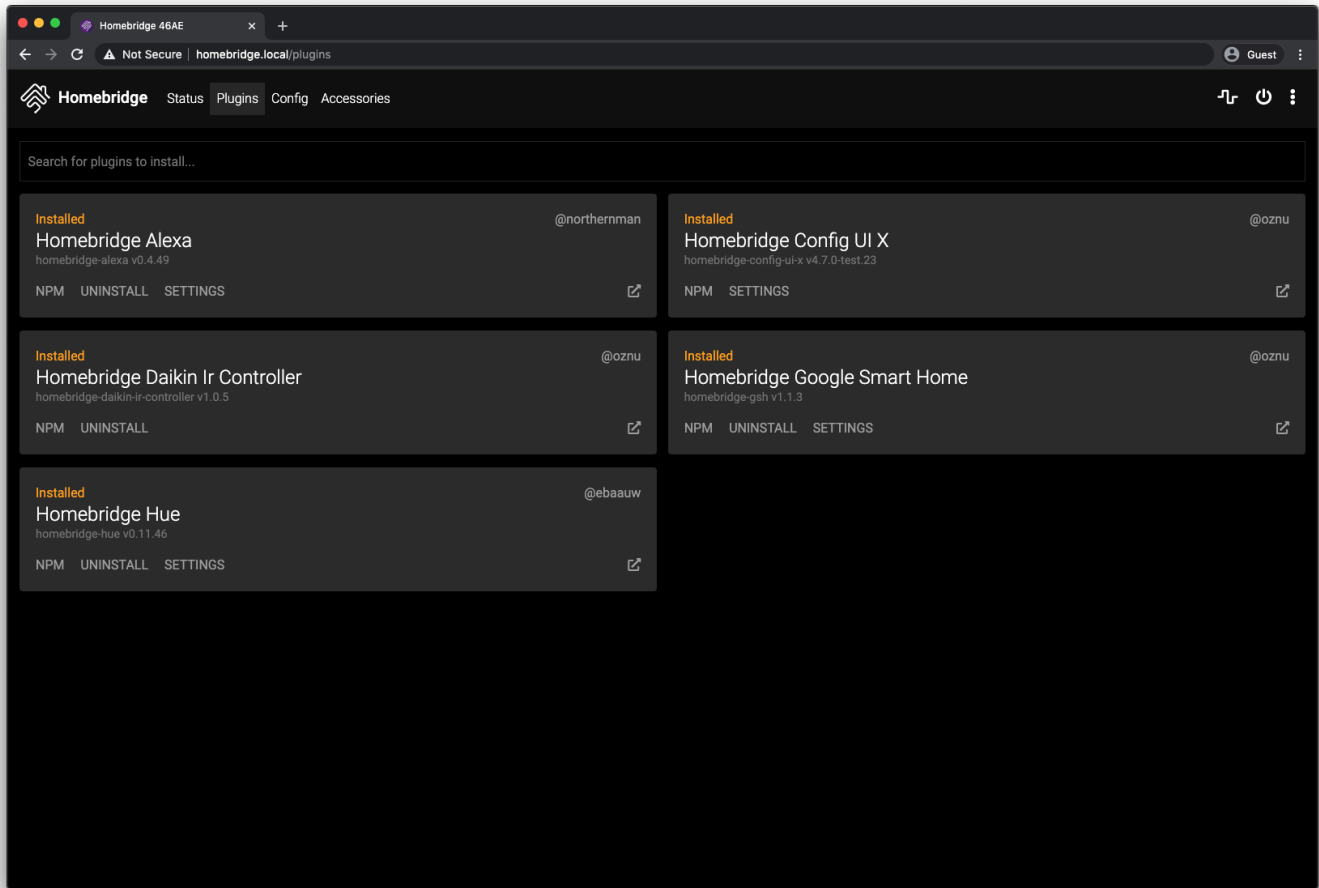 Homebridge 46AE
Not Secure | homebridge.local/plugins
Guest
Homebridge Status Plugins Config Accessories
Search for plugins to install...
Installed @northernman
Homebridge Alexa
homebridge-alexa v0.4.49
NPM UNINSTALL SETTINGS
Installed @oznu
Homebridge Config UI X
homebridge-config-ui-x v4.7.0-test.23
NPM SETTINGS
Installed @oznu
Homebridge Daikin Ir Controller
homebridge-daikin-ir-controller v1.0.5
NPM UNINSTALL
Installed @oznu
Homebridge Google Smart Home
homebridge-gsh v1.1.3
NPM UNINSTALL SETTINGS
Installed @ebaauw
Homebridge Hue
homebridge-hue v0.11.46
NPM UNINSTALL SETTINGS